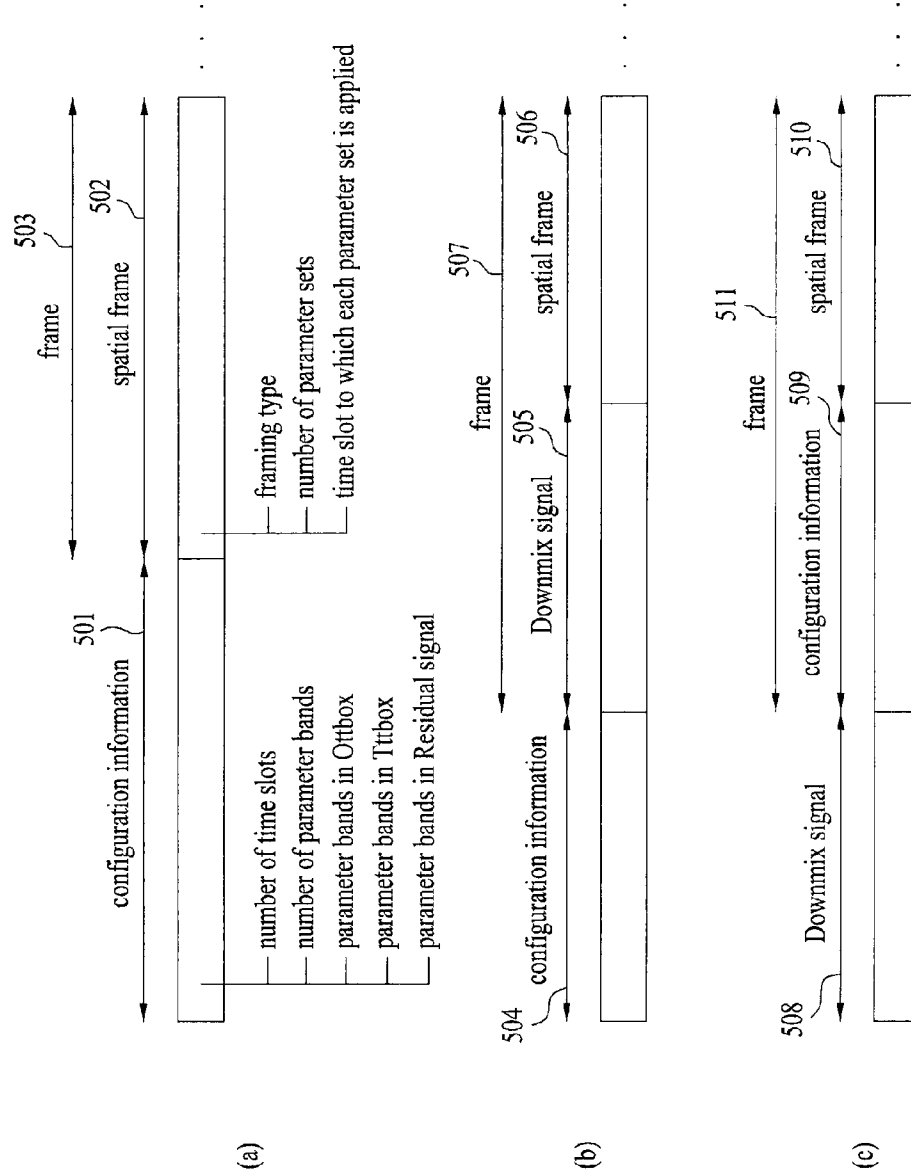 503
frame
502
501
configuration information
spatial frame
. . .
number of time slots
number of parameter bands
parameter bands in Ottbox
parameter bands in Tttbox
parameter bands in Residual signal
framing type
number of parameter sets
time slot to which each parameter set is applied
(a)
507
frame
504
configuration information
505
Downmix signal
506
spatial frame
. . .
(b)
511
frame
508
Downmix signal
509
configuration information
510
spatial frame
. . .
(c)